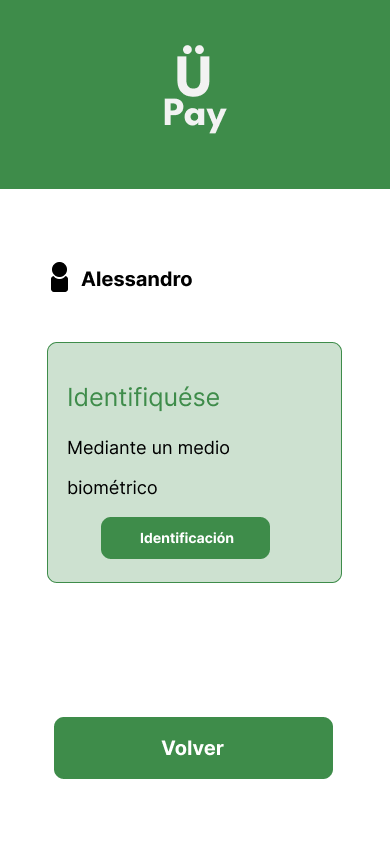 Ü
Pay
Alessandro
Identifiquése
Mediante un medio
biométrico
Identificación
Volver